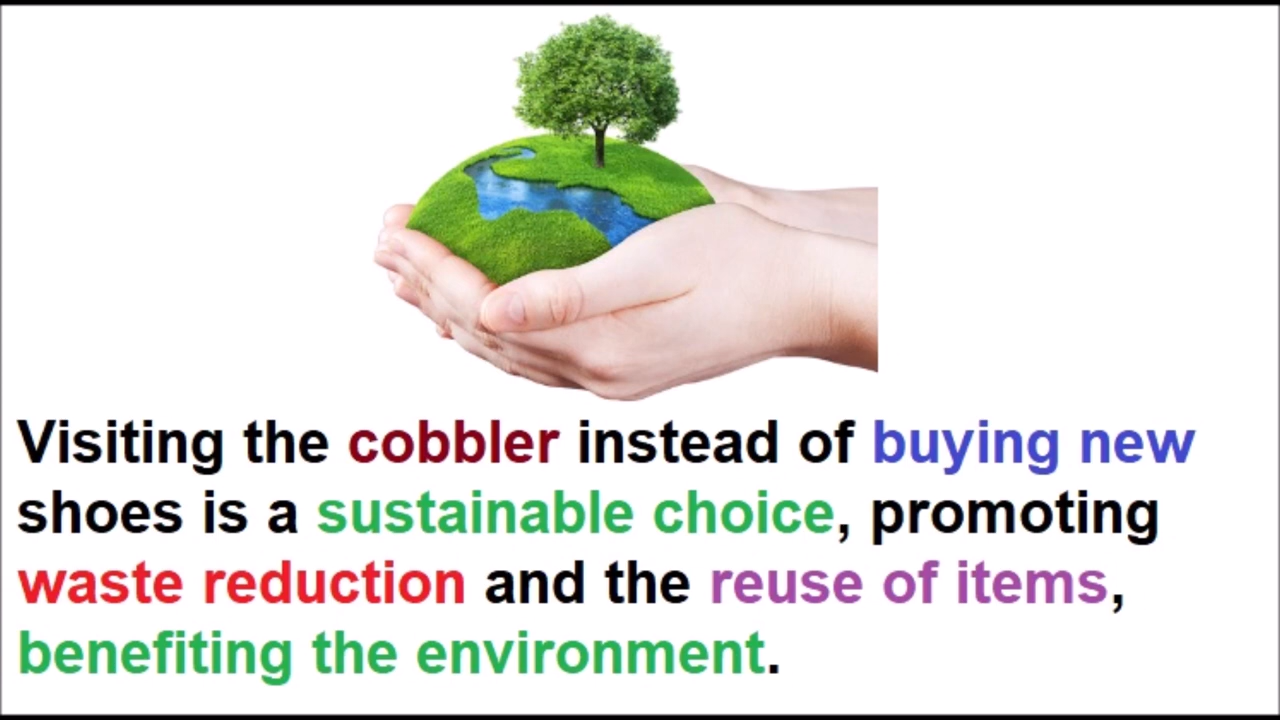 Visiting the cobbler instead of buying new
shoes is a sustainable choice, promoting
waste reduction and the reuse of items,
benefiting the environment.